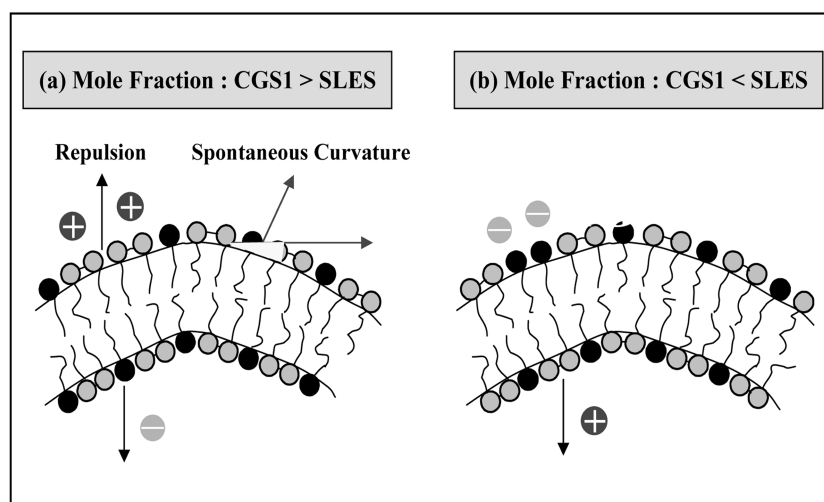 (a) Mole Fraction : CGS1 > SLES
(b) Mole Fraction : CGS1 < SLES
Repulsion
Spontaneous Curvature
+
+
−
−
−
+